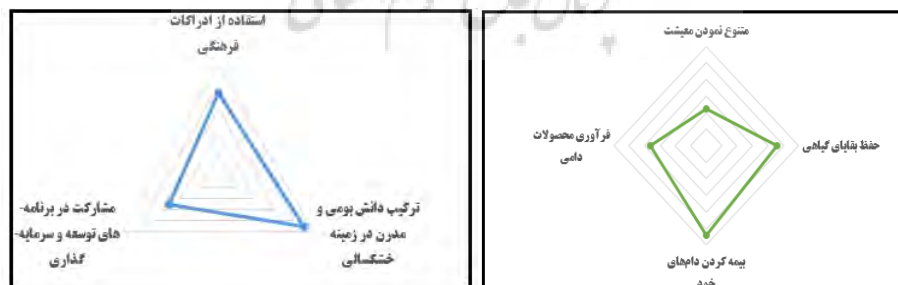 متنوع نمودن معیشت
حفظ بقایای گیاهی
بیمه کردن دام‌های
خود
فرآوری محصولات
دامی
استفاده از ادراکات
فرهنگی
ترکیب دانش بومی و
مدرن در زمینه
خشکسالی
مشارکت در برنامه-
های توسعه و سرمایه-
گذاری